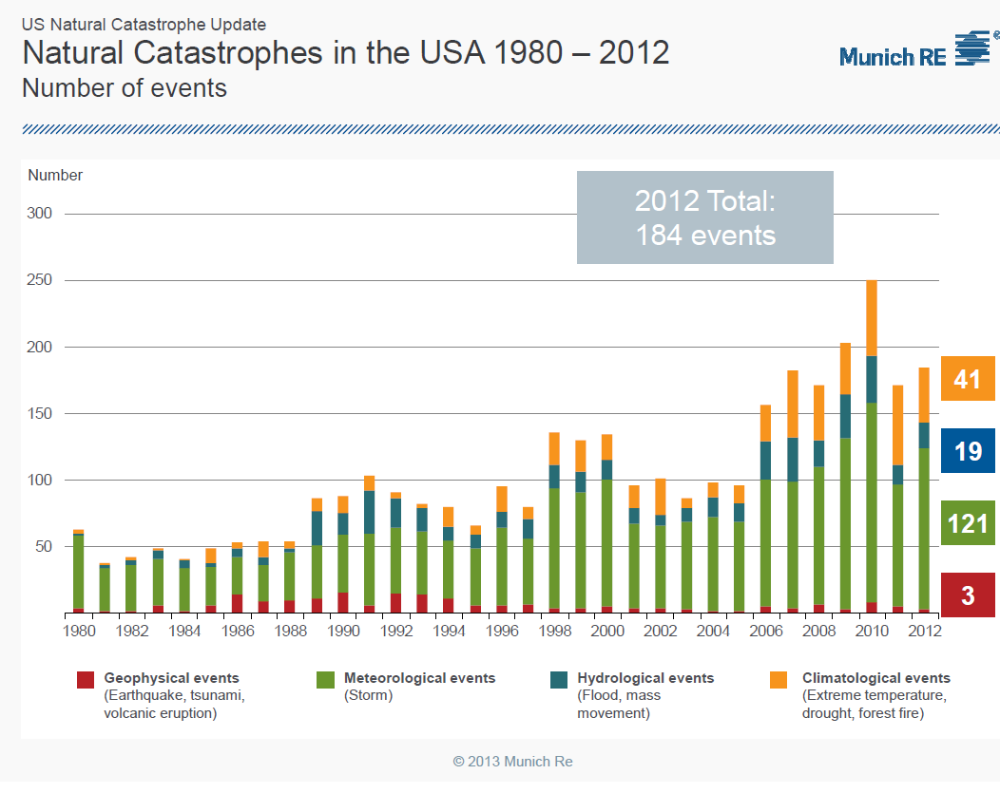 US Natural Catastrophe Update
Natural Catastrophes in the USA 1980 – 2012
Number of events
Munich RE
®
Number
2012 Total:
184 events
300
250
200
150
100
50
41
19
121
3
1980 1982 1984 1986 1988 1990 1992 1994 1996 1998 2000 2002 2004 2006 2008 2010 2012
Geophysical events
(Earthquake, tsunami,
volcanic eruption)
Meteorological events
(Storm)
Hydrological events
(Flood, mass
movement)
Climatological events
(Extreme temperature,
drought, forest fire)
© 2013 Munich Re